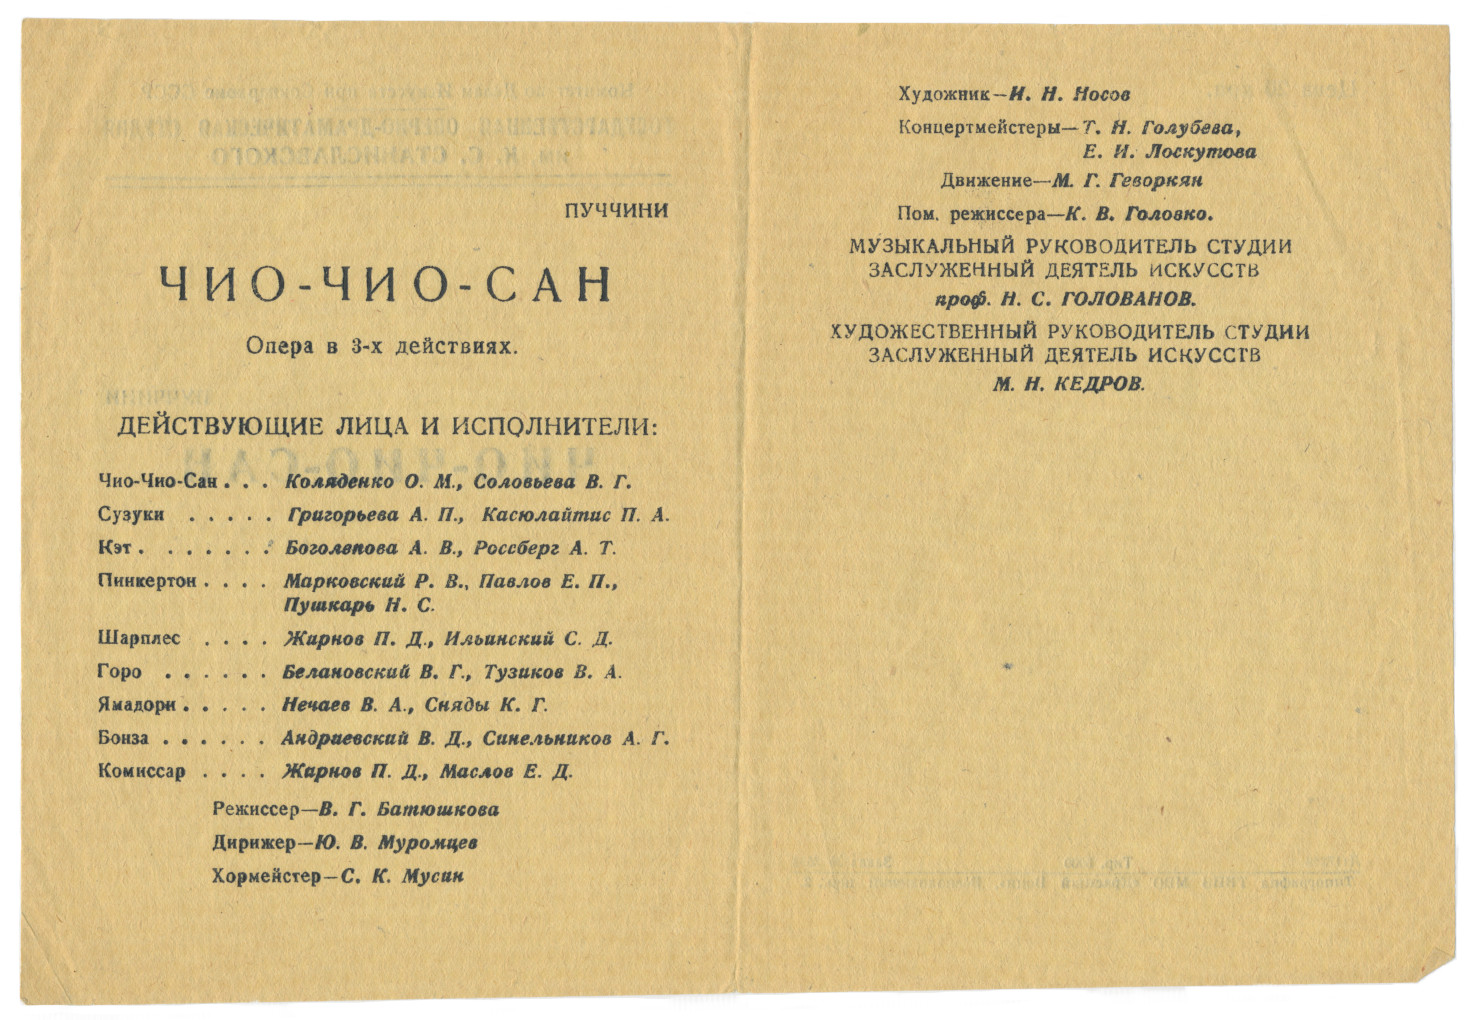 ПУЧЧИНИ
ЧИО-ЧИО-САН
Опера в 3-х действиях.
ДЕЙСТВУЮЩИЕ ЛИЦА И ИСПОЛНИТЕЛИ:
Чио-Чио-Сан . . . Коляденко О. М., Соловьева В. Г.
Сузуки . . . . . Григорьева А. П., Касюлайтис П. А.
Кэт . . . . . . . Боголепова А. В., Россберг А. Т.
Пинкертон . . . . Марковский Р. В., Павлов Е. П.,
Пушкарь Н. С.
Шарплес . . . . Жирнов П. Д., Ильинский С. Д.
Горо . . . . . . Белановский В. Г., Тузиков В. А.
Ямадори . . . . . Нечаев В. А., Сняды К. Г.
Бонза . . . . . . Андриевский В. Д., Синельников А. Г.
Комиссар . . . . Жирнов П. Д., Маслов Е. Д.
Режиссер—В. Г. Батюшкова
Дирижер—Ю. В. Муромцев
Хормейстер—С. К. Мусин
Художник—И. Н. Носов
Концертмейстеры—Т. Н. Голубева,
Е. И. Лоскутова
Движение—М. Г. Геворкян
Пом. режиссера—К. В. Головко.
МУЗЫКАЛЬНЫЙ РУКОВОДИТЕЛЬ СТУДИИ
ЗАСЛУЖЕННЫЙ ДЕЯТЕЛЬ ИСКУССТВ
проф. Н. С. ГОЛОВАНОВ.
ХУДОЖЕСТВЕННЫЙ РУКОВОДИТЕЛЬ СТУДИИ
ЗАСЛУЖЕННЫЙ ДЕЯТЕЛЬ ИСКУССТВ
М. Н. КЕДРОВ.